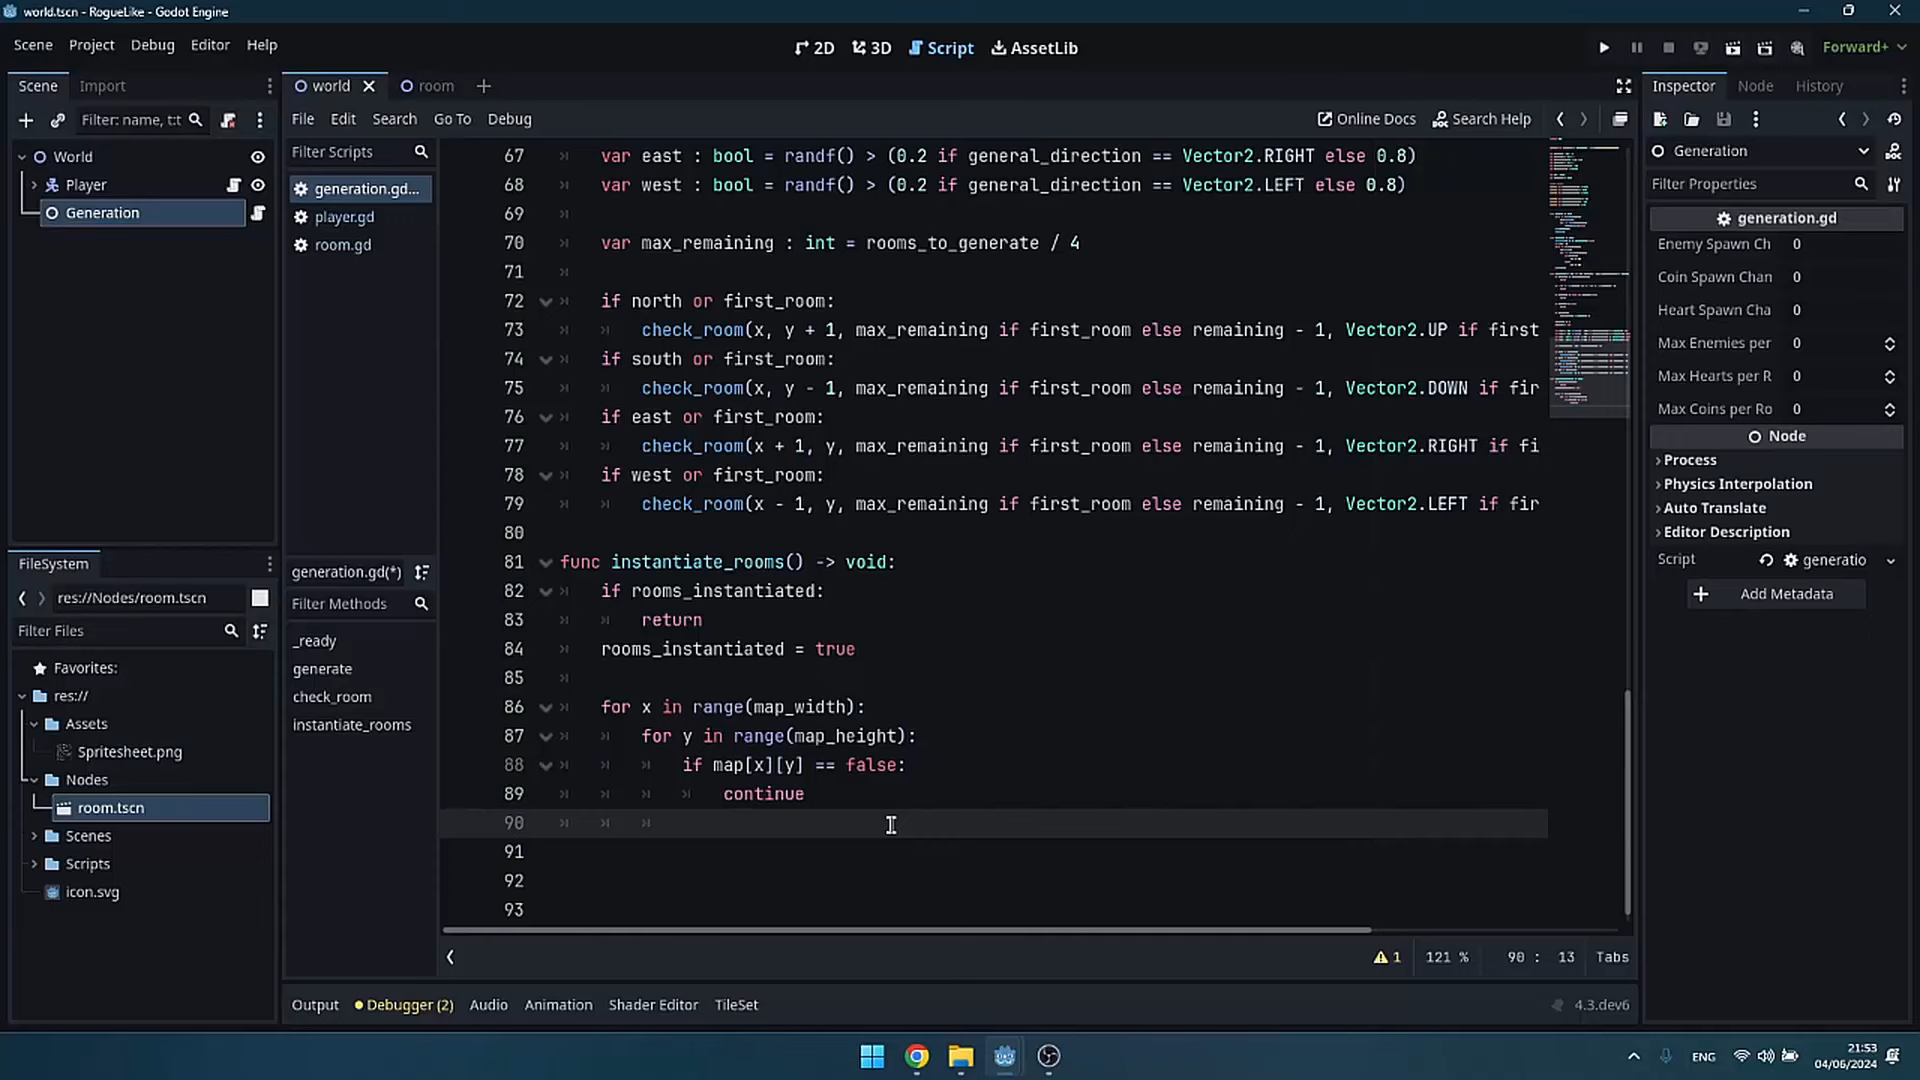 world.tscn - RogueLike - Godot Engine
Scene Project Debug Editor Help
2D 3D Script AssetLib
Forward+
Scene Import
world
room
Inspector Node History
Filter: name, t:t
File Edit Search Go To Debug
Online Docs Search Help
World
Player
Generation
Filter Scripts
generation.gd...
player.gd
room.gd
generation.gd(*)
Filter Methods
_ready
generate
check_room
instantiate_rooms
67 var east : bool = randf() > (0.2 if general_direction == Vector2.RIGHT else 0.8)
68 var west : bool = randf() > (0.2 if general_direction == Vector2.LEFT else 0.8)
69
70 var max_remaining : int = rooms_to_generate / 4
71
72 if north or first_room:
73 check_room(x, y + 1, max_remaining if first_room else remaining - 1, Vector2.UP if first
74 if south or first_room:
75 check_room(x, y - 1, max_remaining if first_room else remaining - 1, Vector2.DOWN if fir
76 if east or first_room:
77 check_room(x + 1, y, max_remaining if first_room else remaining - 1, Vector2.RIGHT if fi
78 if west or first_room:
79 check_room(x - 1, y, max_remaining if first_room else remaining - 1, Vector2.LEFT if fir
80
81 func instantiate_rooms() -> void:
82 if rooms_instantiated:
83 return
84 rooms_instantiated = true
85
86 for x in range(map_width):
87 for y in range(map_height):
88 if map[x][y] == false:
89 continue
90
91
92
93
1 121 % 90 : 13 Tabs
Generation
Filter Properties
generation.gd
Enemy Spawn Ch 0
Coin Spawn Chan 0
Heart Spawn Cha 0
Max Enemies per 0
Max Hearts per R 0
Max Coins per Ro 0
Node
Process
Physics Interpolation
Auto Translate
Editor Description
Script generatio
Add Metadata
FileSystem
res://Nodes/room.tscn
Filter Files
Favorites:
res://
Assets
Spritesheet.png
Nodes
room.tscn
Scenes
Scripts
icon.svg
Output Debugger (2) Audio Animation Shader Editor TileSet
4.3.dev6
ENG
21:53
04/06/2024